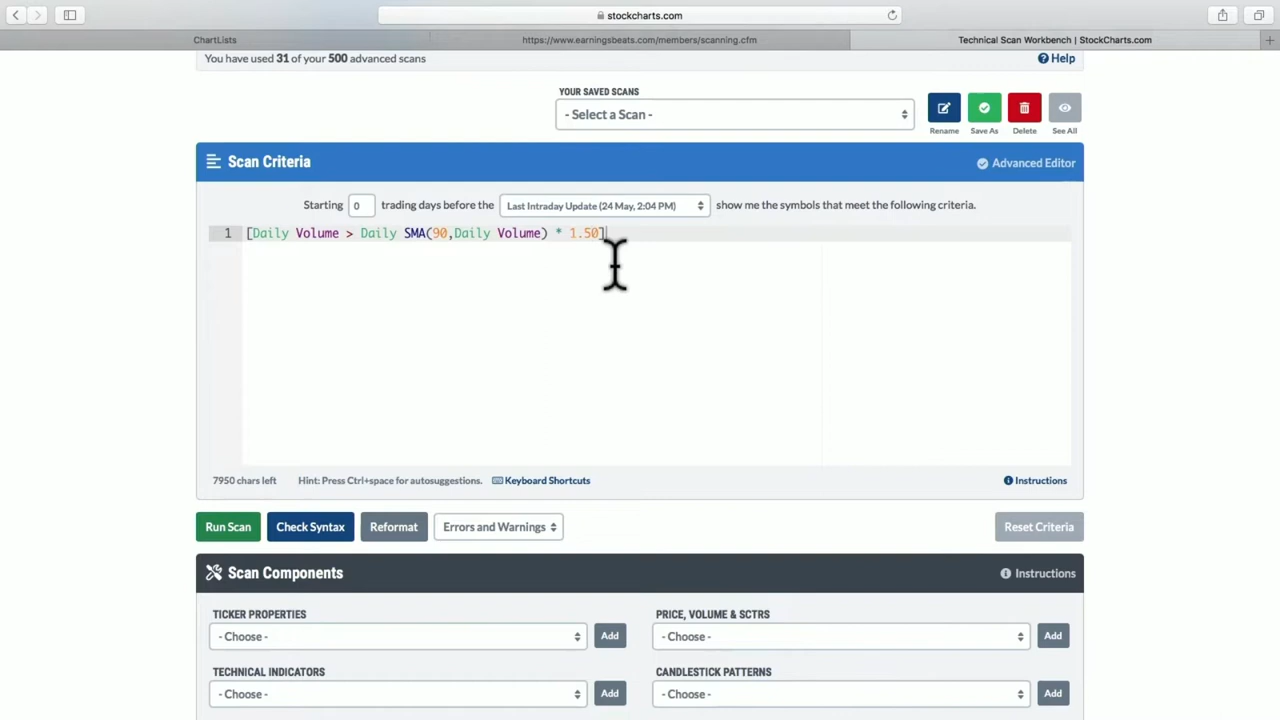 stockcharts.com
ChartLists
https://www.earningsbeats.com/members/scanning.cfm
Technical Scan Workbench | StockCharts.com
You have used 31 of your 500 advanced scans
Help
YOUR SAVED SCANS
- Select a Scan -
Rename
Save As
Delete
See All
Scan Criteria
Advanced Editor
Starting 0 trading days before the Last Intraday Update (24 May, 2:04 PM) show me the symbols that meet the following criteria.
1 [Daily Volume > Daily SMA(90,Daily Volume) * 1.50]
7950 chars left
Hint: Press Ctrl+space for autosuggestions.
Keyboard Shortcuts
Instructions
Run Scan
Check Syntax
Reformat
Errors and Warnings
Reset Criteria
Scan Components
Instructions
TICKER PROPERTIES
PRICE, VOLUME & SCTRS
- Choose -
Add
- Choose -
Add
TECHNICAL INDICATORS
CANDLESTICK PATTERNS
- Choose -
Add
- Choose -
Add